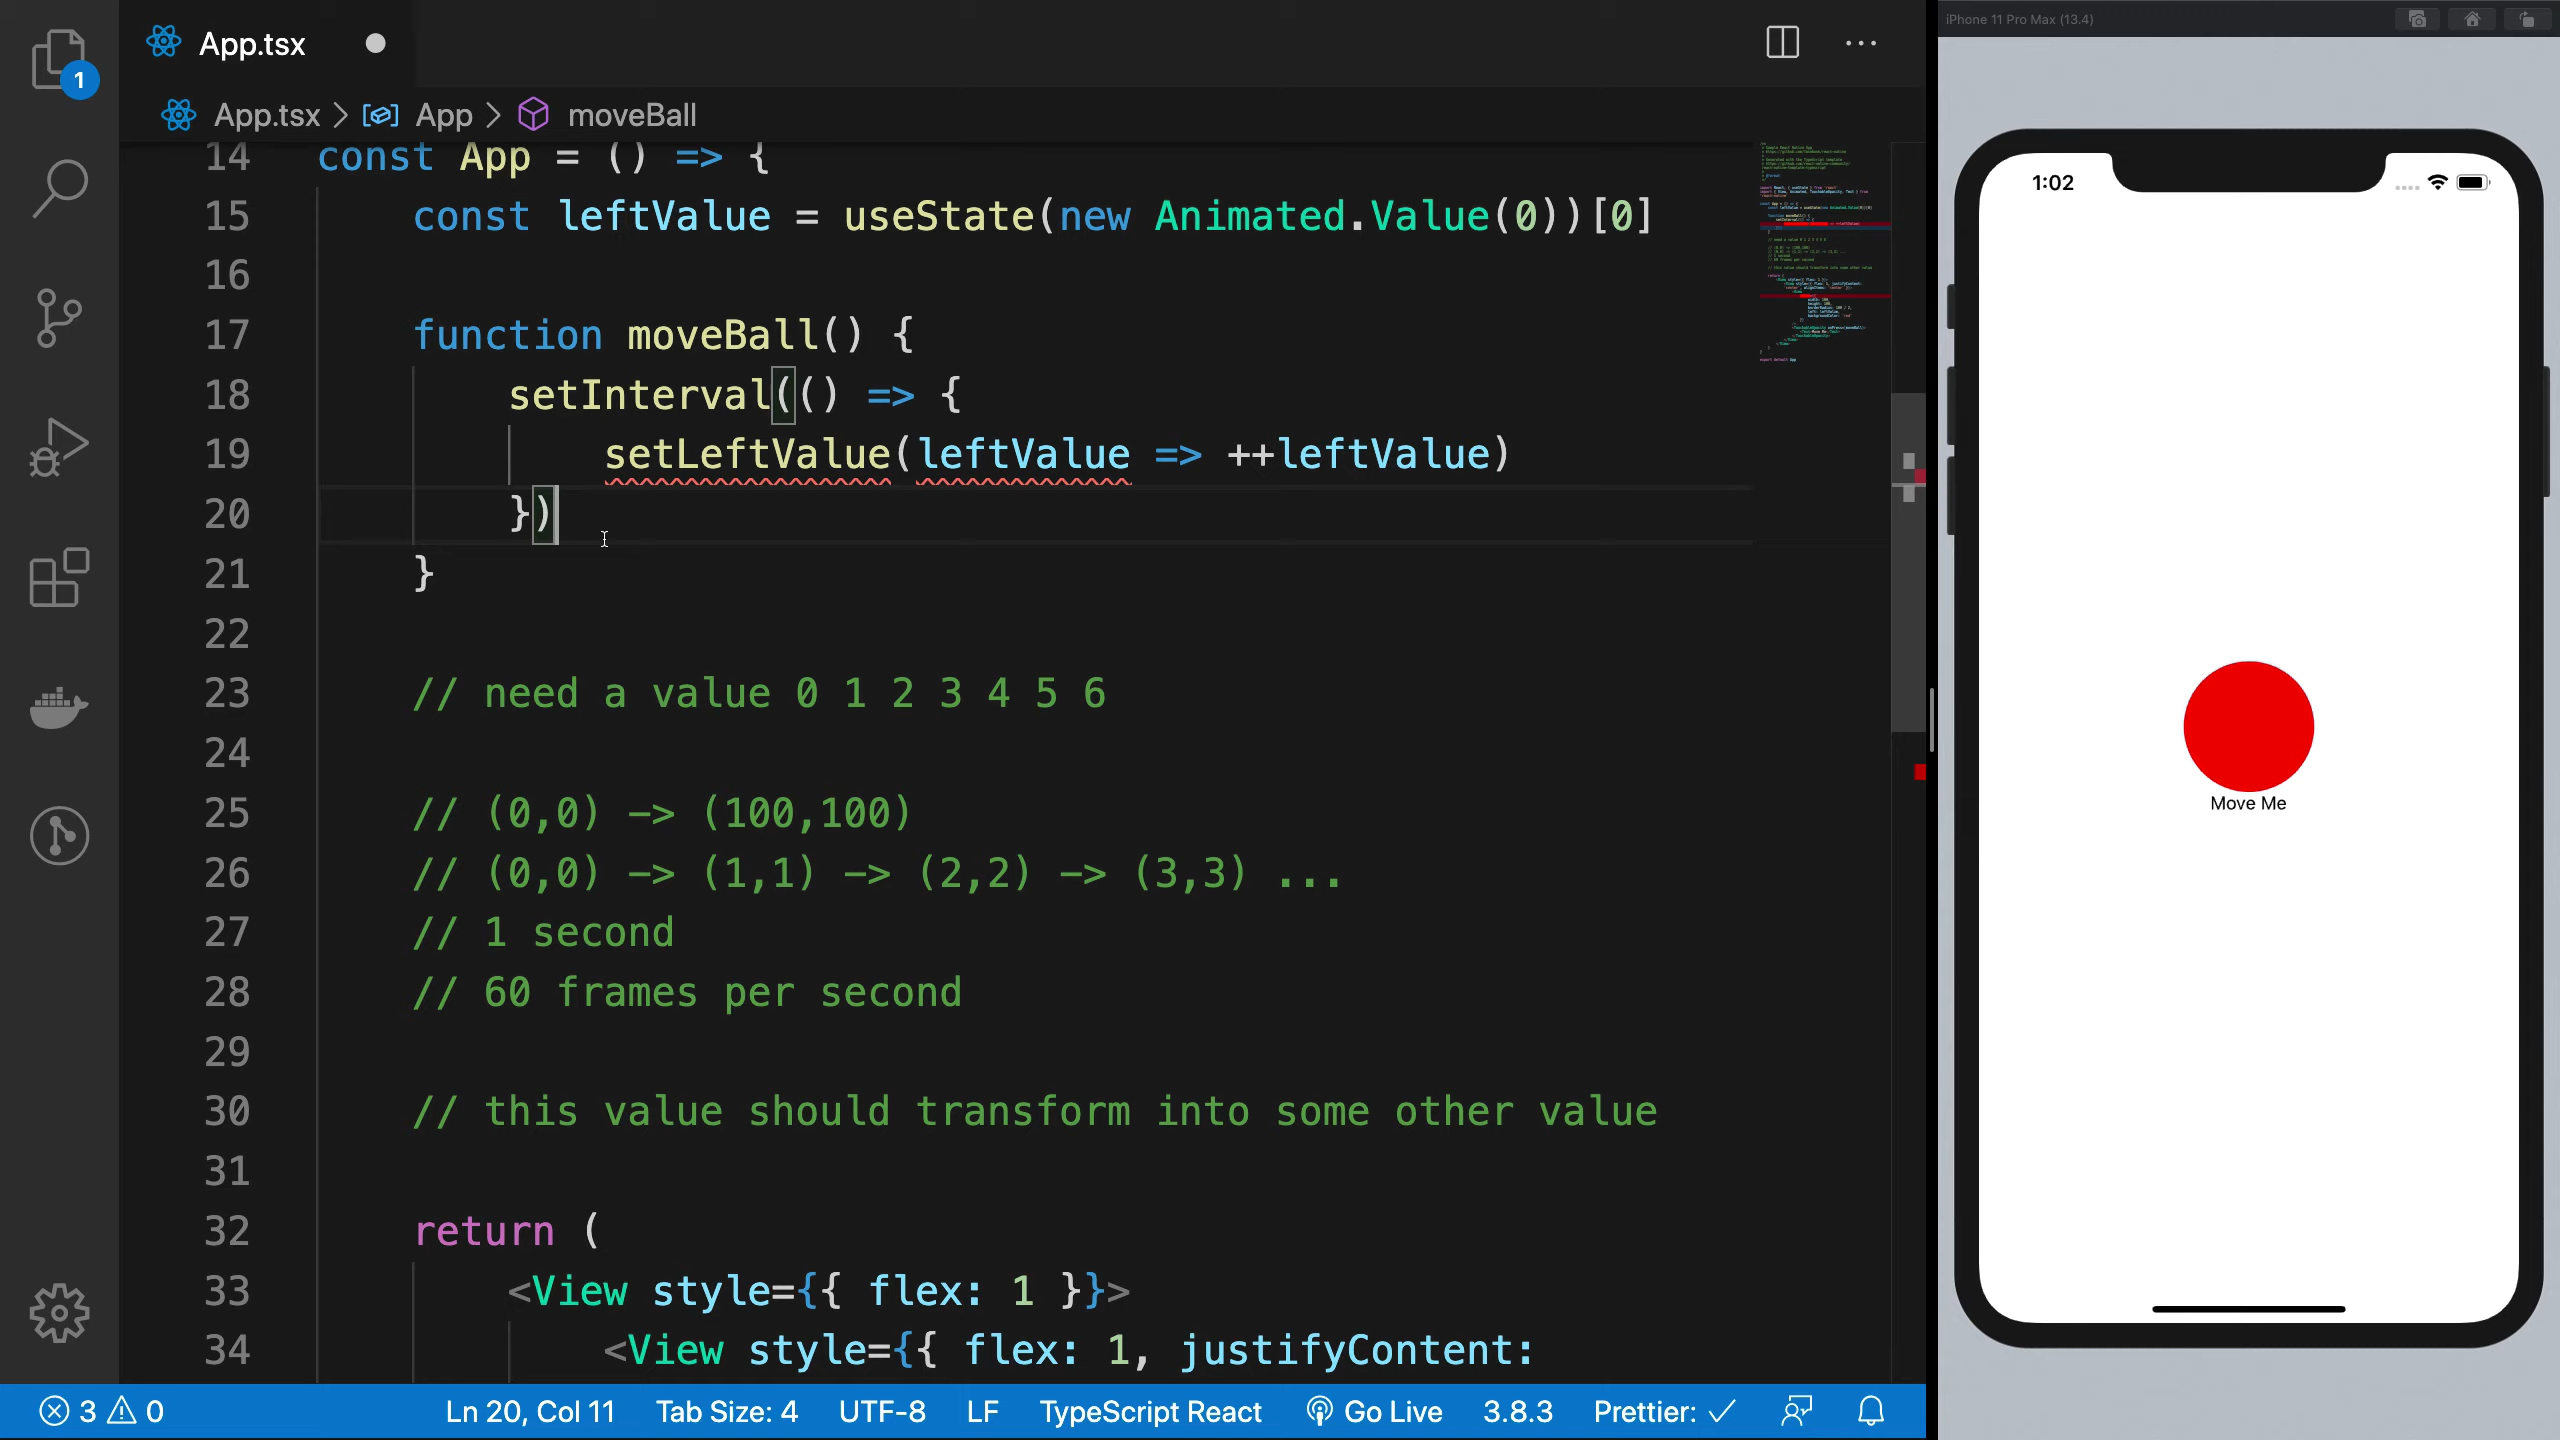 App.tsx
iPhone 11 Pro Max (13.4)
1
App.tsx > App > moveBall
14 const App = () => {
15 const leftValue = useState(new Animated.Value(0))[0]
16
17 function moveBall() {
18 setInterval(() => {
19 setLeftValue(leftValue => ++leftValue)
20 })
21 }
22
23 // need a value 0 1 2 3 4 5 6
24
25 // (0,0) -> (100,100)
26 // (0,0) -> (1,1) -> (2,2) -> (3,3) ...
27 // 1 second
28 // 60 frames per second
29
30 // this value should transform into some other value
31
32 return (
33 <View style={{ flex: 1 }}>
34 <View style={{ flex: 1, justifyContent:
1:02
Move Me
3 0 Ln 20, Col 11 Tab Size: 4 UTF-8 LF TypeScript React Go Live 3.8.3 Prettier: ✓